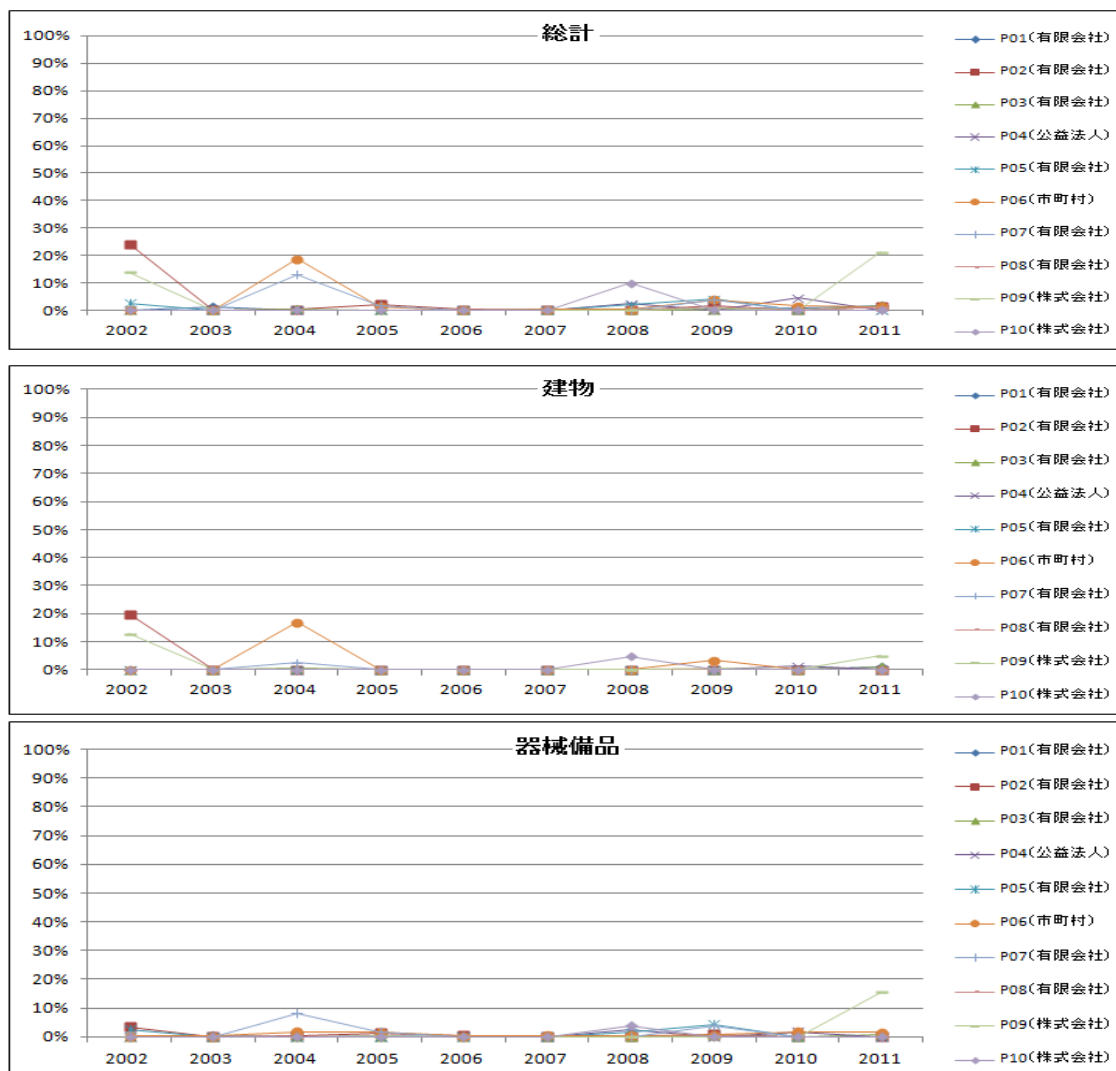 総計
100%
90%
80%
70%
60%
50%
40%
30%
20%
10%
0%
2002 2003 2004 2005 2006 2007 2008 2009 2010 2011
P01(有限会社)
P02(有限会社)
P03(有限会社)
P04(公益法人)
P05(有限会社)
P06(市町村)
P07(有限会社)
P08(有限会社)
P09(株式会社)
P10(株式会社)
建物
100%
90%
80%
70%
60%
50%
40%
30%
20%
10%
0%
2002 2003 2004 2005 2006 2007 2008 2009 2010 2011
P01(有限会社)
P02(有限会社)
P03(有限会社)
P04(公益法人)
P05(有限会社)
P06(市町村)
P07(有限会社)
P08(有限会社)
P09(株式会社)
P10(株式会社)
器械備品
100%
90%
80%
70%
60%
50%
40%
30%
20%
10%
0%
2002 2003 2004 2005 2006 2007 2008 2009 2010 2011
P01(有限会社)
P02(有限会社)
P03(有限会社)
P04(公益法人)
P05(有限会社)
P06(市町村)
P07(有限会社)
P08(有限会社)
P09(株式会社)
P10(株式会社)